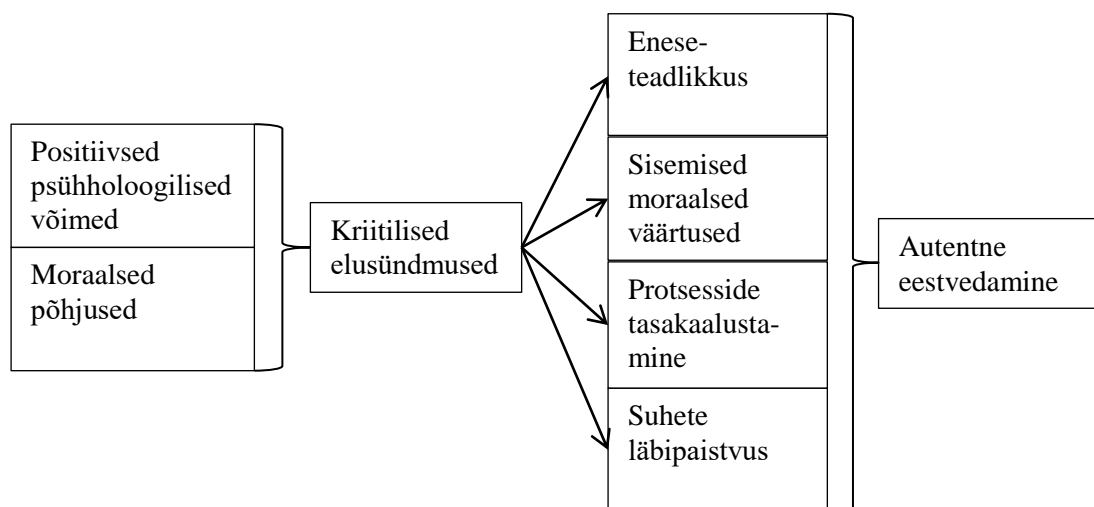 Positiivsed
psühholoogilised
võimed
Moraalsed
põhjused
Kriitilised
elusündmused
Enese-
teadlikkus
Sisemised
moraalsed
väärtused
Protsesside
tasakaalusta-
mine
Suhete
läbipaistvus
Autentne
eestvedamine